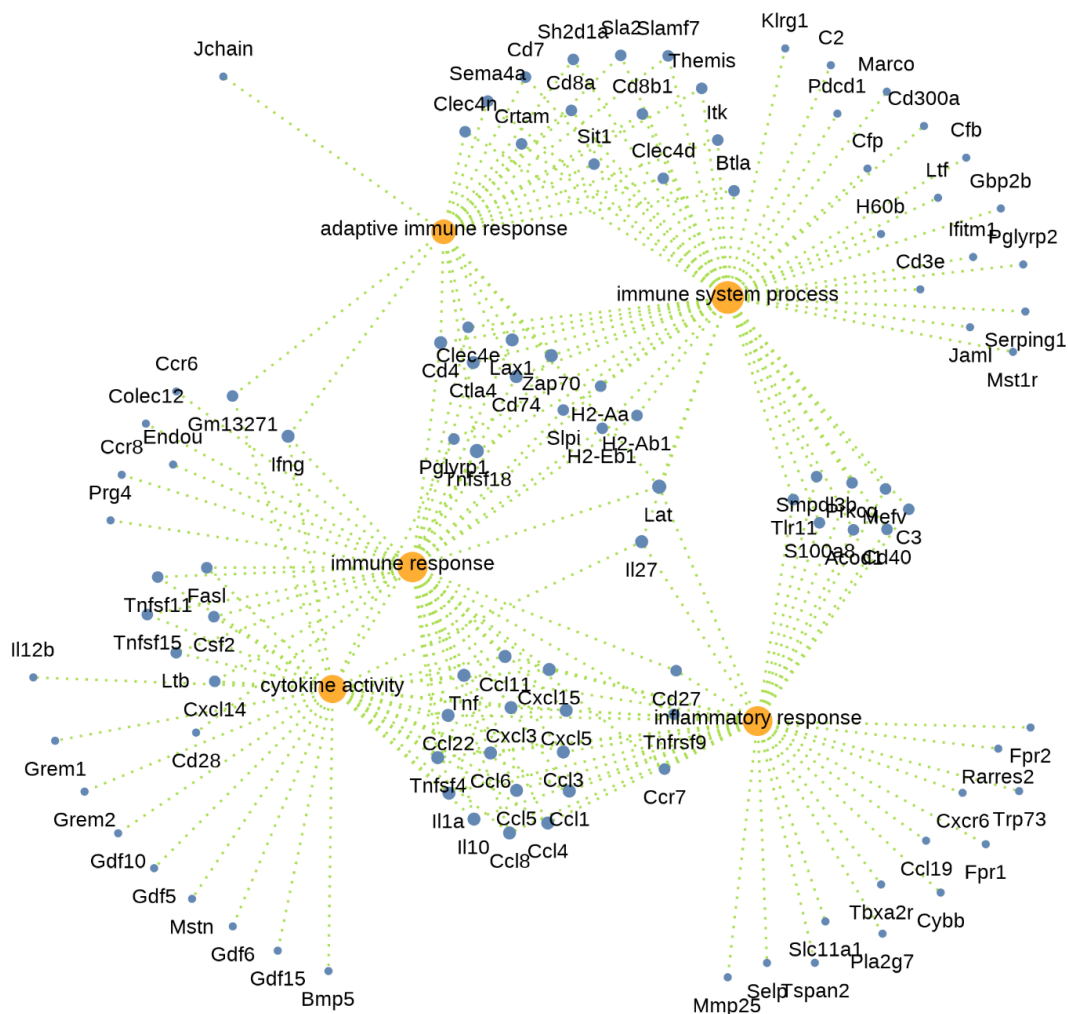 Klrg1
Sh2d1a
Sla2
Slamf7
C2
Jchain
Cd7
Themis
Marco
Sema4a
Cd8a
Cd8b1
Pdcd1
Cd300a
Clec4n
Crtam
Itk
Cfb
Sit1
Clec4d
Cfp
Btla
Ltf
Gbp2b
H60b
adaptive immune response
Ifitm1
Pglyrp2
Cd3e
immune system process
Serping1
Clec4e
Jaml
Ccr6
Cd4
Lax1
Mst1r
Zap70
Ctla4
Colec12
Cd74
H2-Aa
Gm13271
Endou
Slpi
H2-Ab1
Ccr8
Ifng
H2-Eb1
Pglyrp1
Tnfsf18
Prg4
Smpdl3b
Prkcq
Lat
Mefv
Tlr11
C3
S100a8
Acod1
Cd40
immune response
Il27
Fasl
Tnfsf11
Tnfsf15
Csf2
Il12b
Ltb
cytokine activity
Ccl11
Cxcl15
Cd27
Tnf
Cxcl14
inflammatory response
Cxcl3
Cxcl5
Tnfrsf9
Ccl22
Cd28
Fpr2
Grem1
Tnfsf4
Ccl6
Ccl3
Rarres2
Ccr7
Grem2
Il1a
Ccl5
Ccl1
Cxcr6
Trp73
Il10
Ccl8
Ccl4
Gdf10
Ccl19
Fpr1
Gdf5
Mstn
Tbxa2r
Cybb
Gdf6
Slc11a1
Pla2g7
Gdf15
Selp
Tspan2
Bmp5
Mmp25